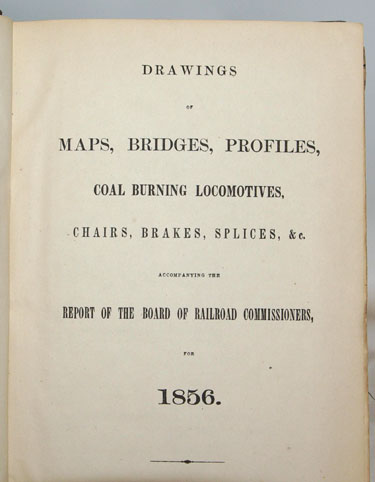 DRAWINGS
OF
MAPS, BRIDGES, PROFILES,
COAL BURNING LOCOMOTIVES,
CHAIRS, BRAKES, SPLICES, &c.
ACCOMPANYING THE
REPORT OF THE BOARD OF RAILROAD COMMISSIONERS,
FOR
1856.